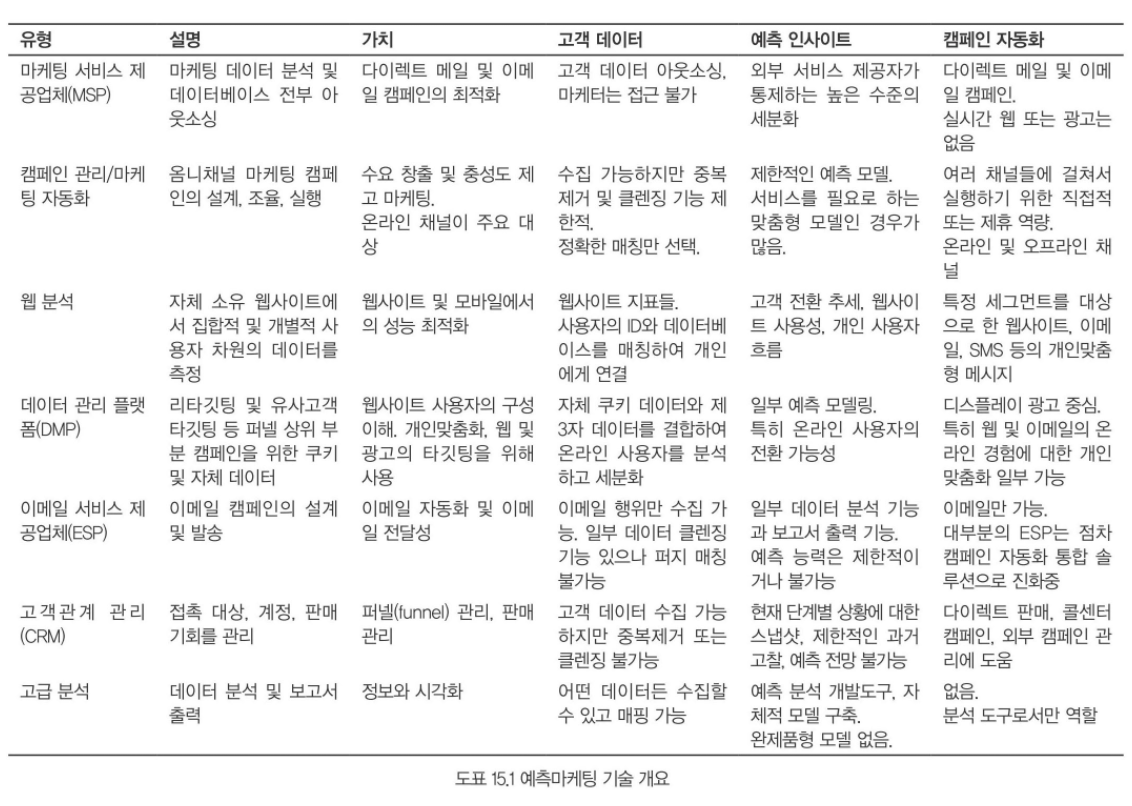 유형 설명 가치 고객 데이터 예측 인사이트 캠페인 자동화
마케팅 서비스 제
공업체(MSP)
마케팅 데이터 분석 및
데이터베이스 전부 아
웃소싱
다이렉트 메일 및 이메
일 캠페인의 최적화
고객 데이터 아웃소싱,
마케터는 접근 불가
외부 서비스 제공자가
통제하는 높은 수준의
세분화
다이렉트 메일 및 이메
일 캠페인.
실시간 웹 또는 광고는
없음
캠페인 관리/마케
팅 자동화
옴니채널 마케팅 캠페
인의 설계, 조율, 실행
수요 창출 및 충성도 제
고 마케팅.
온라인 채널이 주요 대
상
수집 가능하지만 중복
제거 및 클렌징 기능 제
한적.
정확한 매칭만 선택.
제한적인 예측 모델.
서비스를 필요로 하는
맞춤형 모델인 경우가
많음.
여러 채널들에 걸쳐서
실행하기 위한 직접적
또는 제휴 역량.
온라인 및 오프라인 채
널
웹 분석
자체 소유 웹사이트에
서 집합적 및 개별적 사
용자 차원의 데이터를
측정
웹사이트 및 모바일에서
의 성능 최적화
웹사이트 지표들.
사용자의 ID와 데이터베
이스를 매칭하여 개인
에게 연결
고객 전환 추세, 웹사이
트 사용성, 개인 사용자
흐름
특정 세그먼트를 대상
으로 한 웹사이트, 이메
일, SMS 등의 개인맞춤
형 메시지
데이터 관리 플랫
폼(DMP)
리타깃팅 및 유사고객
타깃팅 등 퍼널 상위 부
분 캠페인을 위한 쿠키
및 자체 데이터
웹사이트 사용자의 구성
이해. 개인맞춤화, 웹 및
광고의 타깃팅을 위해
사용
자체 쿠키 데이터와 제
3자 데이터를 결합하여
온라인 사용자를 분석
하고 세분화
일부 예측 모델링.
특히 온라인 사용자의
전환 가능성
디스플레이 광고 중심.
특히 웹 및 이메일의 온
라인 경험에 대한 개인
맞춤화 일부 가능
이메일 서비스 제
공업체(ESP)
이메일 캠페인의 설계
및 발송
이메일 자동화 및 이메
일 전달성
이메일 행위만 수집 가
능. 일부 데이터 클렌징
기능 있으나 퍼지 매칭
불가능
일부 데이터 분석 기능
과 보고서 출력 기능.
예측 능력은 제한적이
거나 불가능
이메일만 가능.
대부분의 ESP는 점차
캠페인 자동화 통합 솔
루션으로 진화중
고객관계 관리
(CRM)
접촉 대상, 계정, 판매
기회를 관리
퍼널(funnel) 관리, 판매
관리
고객 데이터 수집 가능
하지만 중복제거 또는
클렌징 불가능
현재 단계별 상황에 대한
스냅샷, 제한적인 과거
고찰, 예측 전망 불가능
다이렉트 판매, 콜센터
캠페인, 외부 캠페인 관
리에 도움
고급 분석
데이터 분석 및 보고서
출력
정보와 시각화
어떤 데이터든 수집할
수 있고 매핑 가능
예측 분석 개발도구, 자
체적 모델 구축.
완제품형 모델 없음.
없음.
분석 도구로서만 역할
도표 15.1 예측마케팅 기술 개요